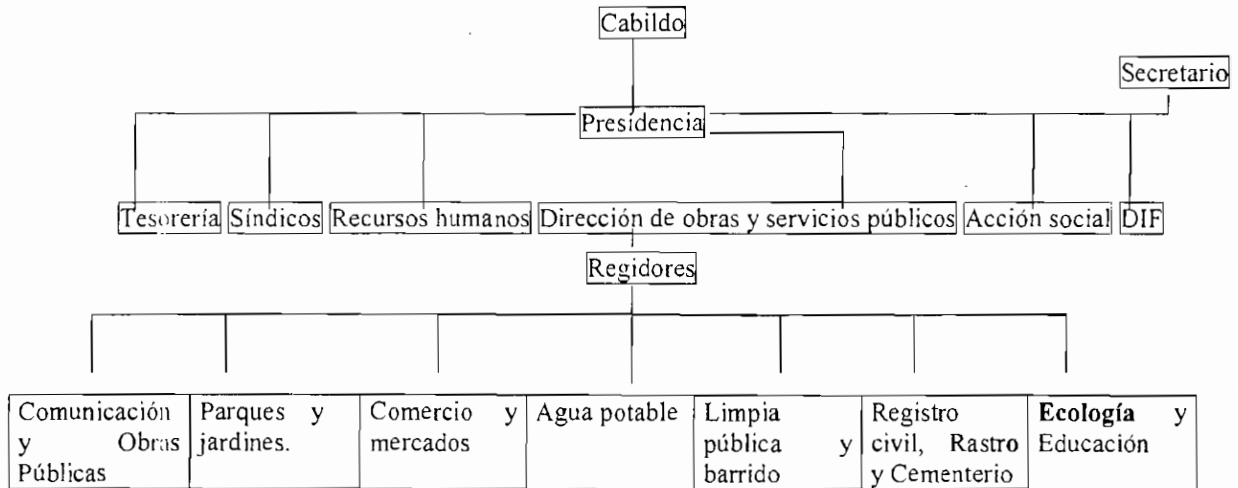 Cabildo
Secretario
Presidencia
Tesorería Síndicos Recursos humanos Dirección de obras y servicios públicos Acción social DIF
Regidores
Comunicación
y Obras
Públicas
Parques y
jardines.
Comercio y
mercados
Agua potable
Limpia
pública y
barrido
Registro
civil, Rastro
y Cementerio
Ecología y
Educación